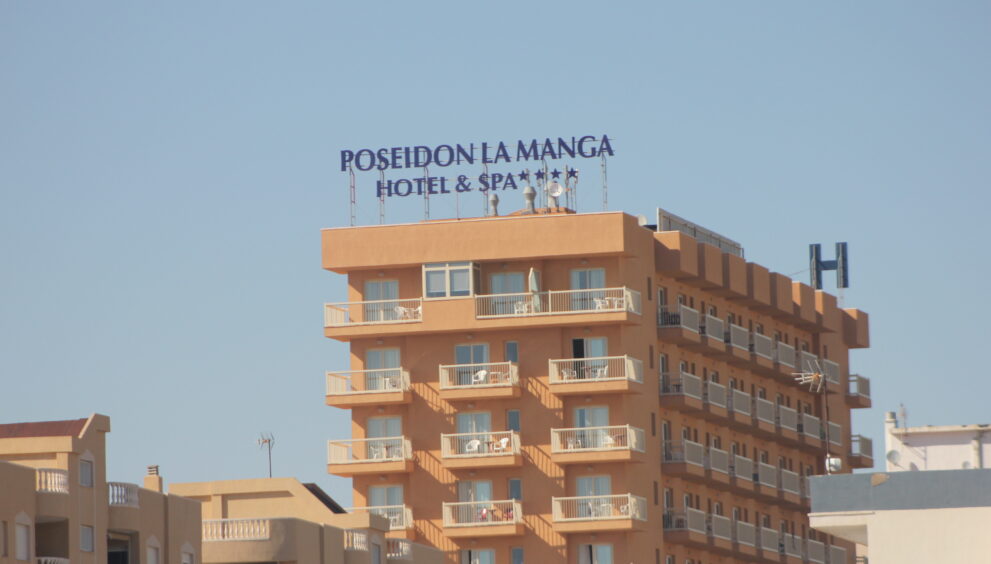 POSEIDON LA MANGA
HOTEL & SPA★★★★
H